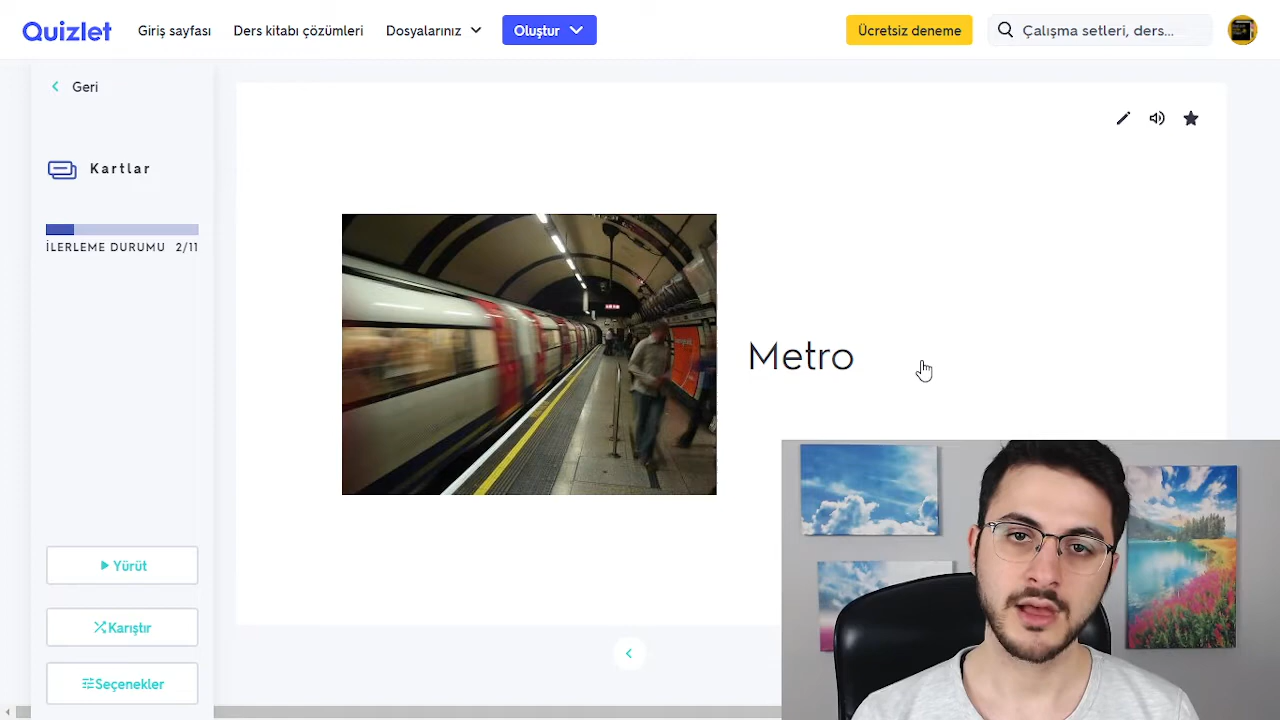 Quizlet
Giriş sayfası
Ders kitabı çözümleri
Dosyalarınız
Oluştur
Ücretsiz deneme
Çalışma setleri, ders...
Geri
Kartlar
İLERLEME DURUMU 2/11
Metro
Yürüt
Karıştır
Seçenekler